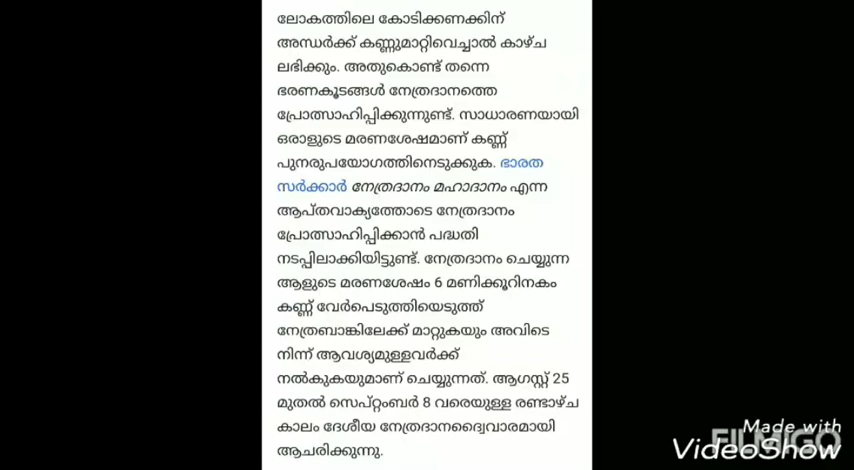 ലോകത്തിലെ കോടിക്കണക്കിന്
അന്ധർക്ക് കണ്ണുമാറ്റിവെച്ചാൽ കാഴ്ച
ലഭിക്കും. അതുകൊണ്ട് തന്നെ
ഭരണകൂടങ്ങൾ നേത്രദാനത്തെ
പ്രോത്സാഹിപ്പിക്കുന്നുണ്ട്. സാധാരണയായി
ഒരാളുടെ മരണശേഷമാണ് കണ്ണ്
പുനരുപയോഗത്തിനെടുക്കുക. ഭാരത
സർക്കാർ നേത്രദാനം മഹാദാനം എന്ന
ആപ്തവാക്യത്തോടെ നേത്രദാനം
പ്രോത്സാഹിപ്പിക്കാൻ പദ്ധതി
നടപ്പിലാക്കിയിട്ടുണ്ട്. നേത്രദാനം ചെയ്യുന്ന
ആളുടെ മരണശേഷം 6 മണിക്കൂറിനകം
കണ്ണ് വേർപെടുത്തിയെടുത്ത്
നേത്രബാങ്കിലേക്ക് മാറ്റുകയും അവിടെ
നിന്ന് ആവശ്യമുള്ളവർക്ക്
നൽകുകയുമാണ് ചെയ്യുന്നത്. ആഗസ്റ്റ് 25
മുതൽ സെപ്റ്റംബർ 8 വരെയുള്ള രണ്ടാഴ്ച
കാലം ദേശീയ നേത്രദാനദ്വൈവാരമായി
ആചരിക്കുന്നു.
Made with
FILMIGO
VideoShow